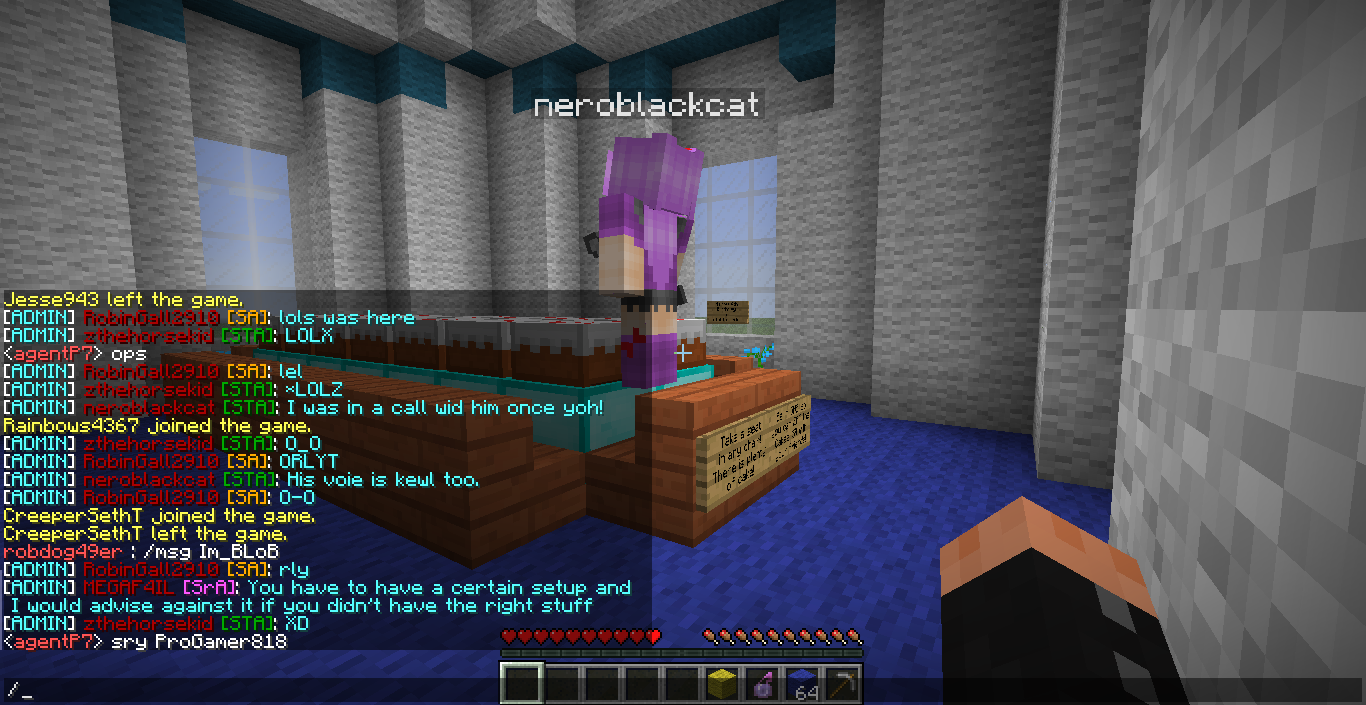 neroblackcat
Jesse943 left the game.
[ADMIN] RobinGall2910 [SA]: lols was here
[ADMIN] zthehorsekid [STA]: LOLX
<agentP7> ops
[ADMIN] RobinGall2910 [SA]: lel
[ADMIN] zthehorsekid [STA]: *LOLZ
[ADMIN] neroblackcat [STA]: I was in a call wid him once yoh!
Rainbows4367 joined the game.
[ADMIN] zthehorsekid [STA]: O_O
[ADMIN] RobinGall2910 [SA]: ORLYT
[ADMIN] neroblackcat [STA]: His voie is kewl too.
[ADMIN] RobinGall2910 [SA]: O-O
CreeperSethT joined the game.
CreeperSethT left the game.
robdog49er : /msg Im_BLoB
[ADMIN] RobinGall2910 [SA]: rly
[ADMIN] MEGAF4IL [SrA]: You have to have a certain setup and
I would advise against it if you didn't have the right stuff
[ADMIN] zthehorsekid [STA]: XD
<agentP7> sry ProGamer818
/_
Take a seat
in any chair
There is plenty
of cake!
64